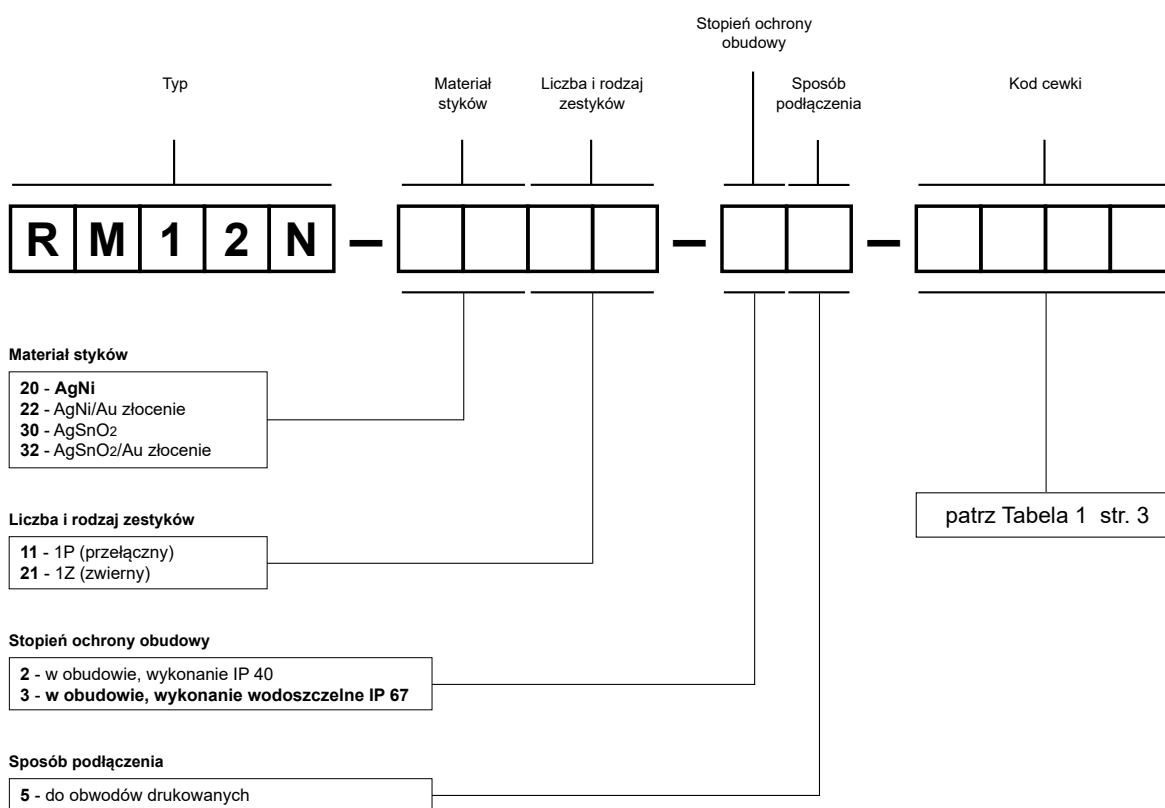 Stopień ochrony
obudowy
Typ
Materiał
styków
Liczba i rodzaj
zestyków
Sposób
podłączenia
Kod cewki
R M 1 2 N – –  –
Materiał styków
20 - AgNi
22 - AgNi/Au złocenie
30 - AgSnO2
32 - AgSnO2/Au złocenie
Liczba i rodzaj zestyków
11 - 1P (przełączny)
21 - 1Z (zwierny)
patrz Tabela 1 str. 3
Stopień ochrony obudowy
2 - w obudowie, wykonanie IP 40
3 - w obudowie, wykonanie wodoszczelne IP 67
Sposób podłączenia
5 - do obwodów drukowanych